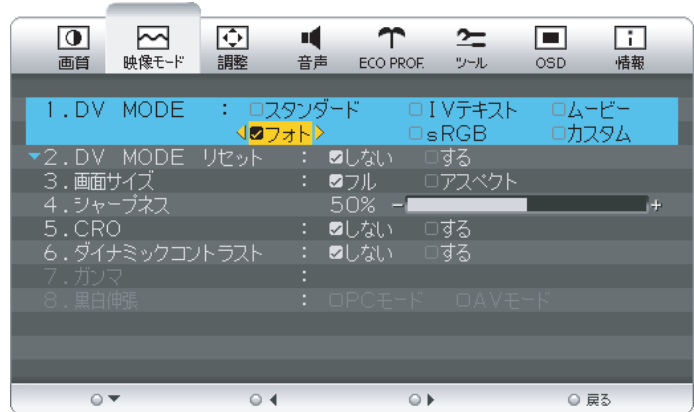 画質 映像モード 調整 音声 ECO PROF. ツール OSD 情報
1.DV MODE : スタンダード IVテキスト ムービー
フォト sRGB カスタム
2.DV MODE リセット : しない する
3.画面サイズ : フル アスペクト
4.シャープネス 50% - +
5.CRO : しない する
6.ダイナミックコントラスト : しない する
7.ガンマ :
8.黒白伸張 : PCモード AVモード
戻る